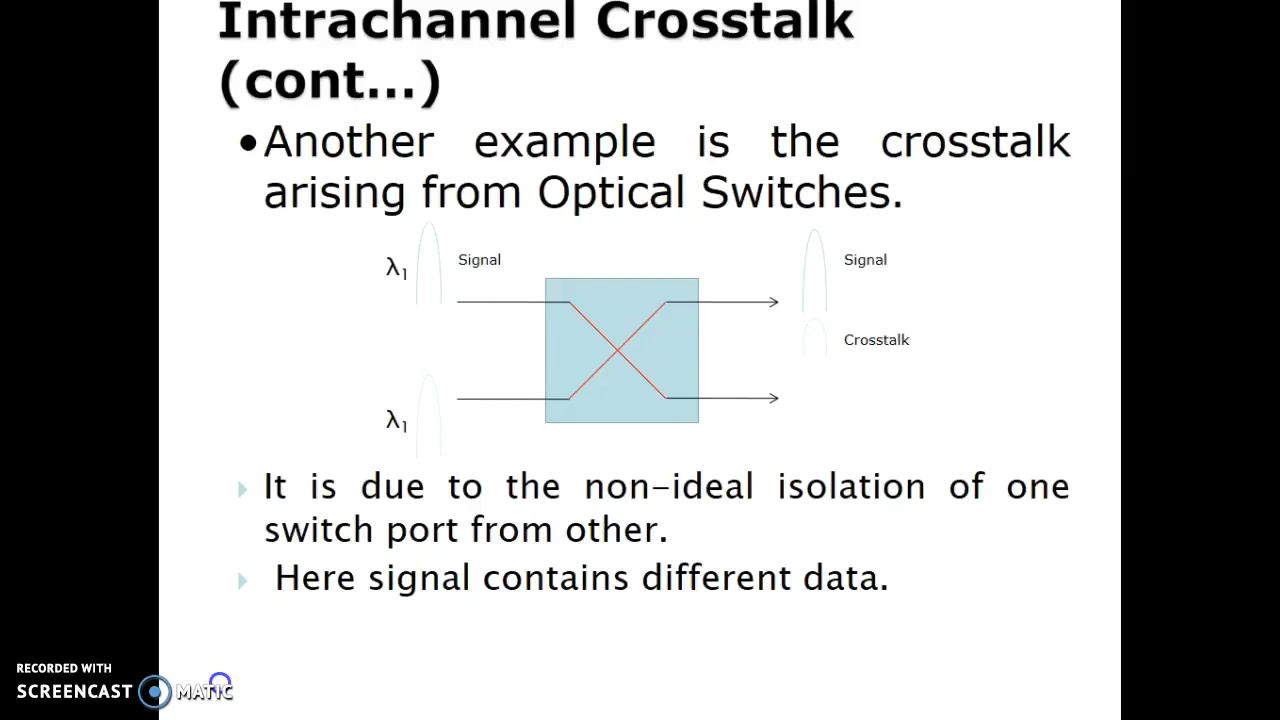 Intrachannel Crosstalk
(cont...)
•Another example is the crosstalk
arising from Optical Switches.
λ1 Signal
Signal
Crosstalk
λ1
It is due to the non-ideal isolation of one
switch port from other.
Here signal contains different data.
RECORDED WITH
SCREENCAST MATIC